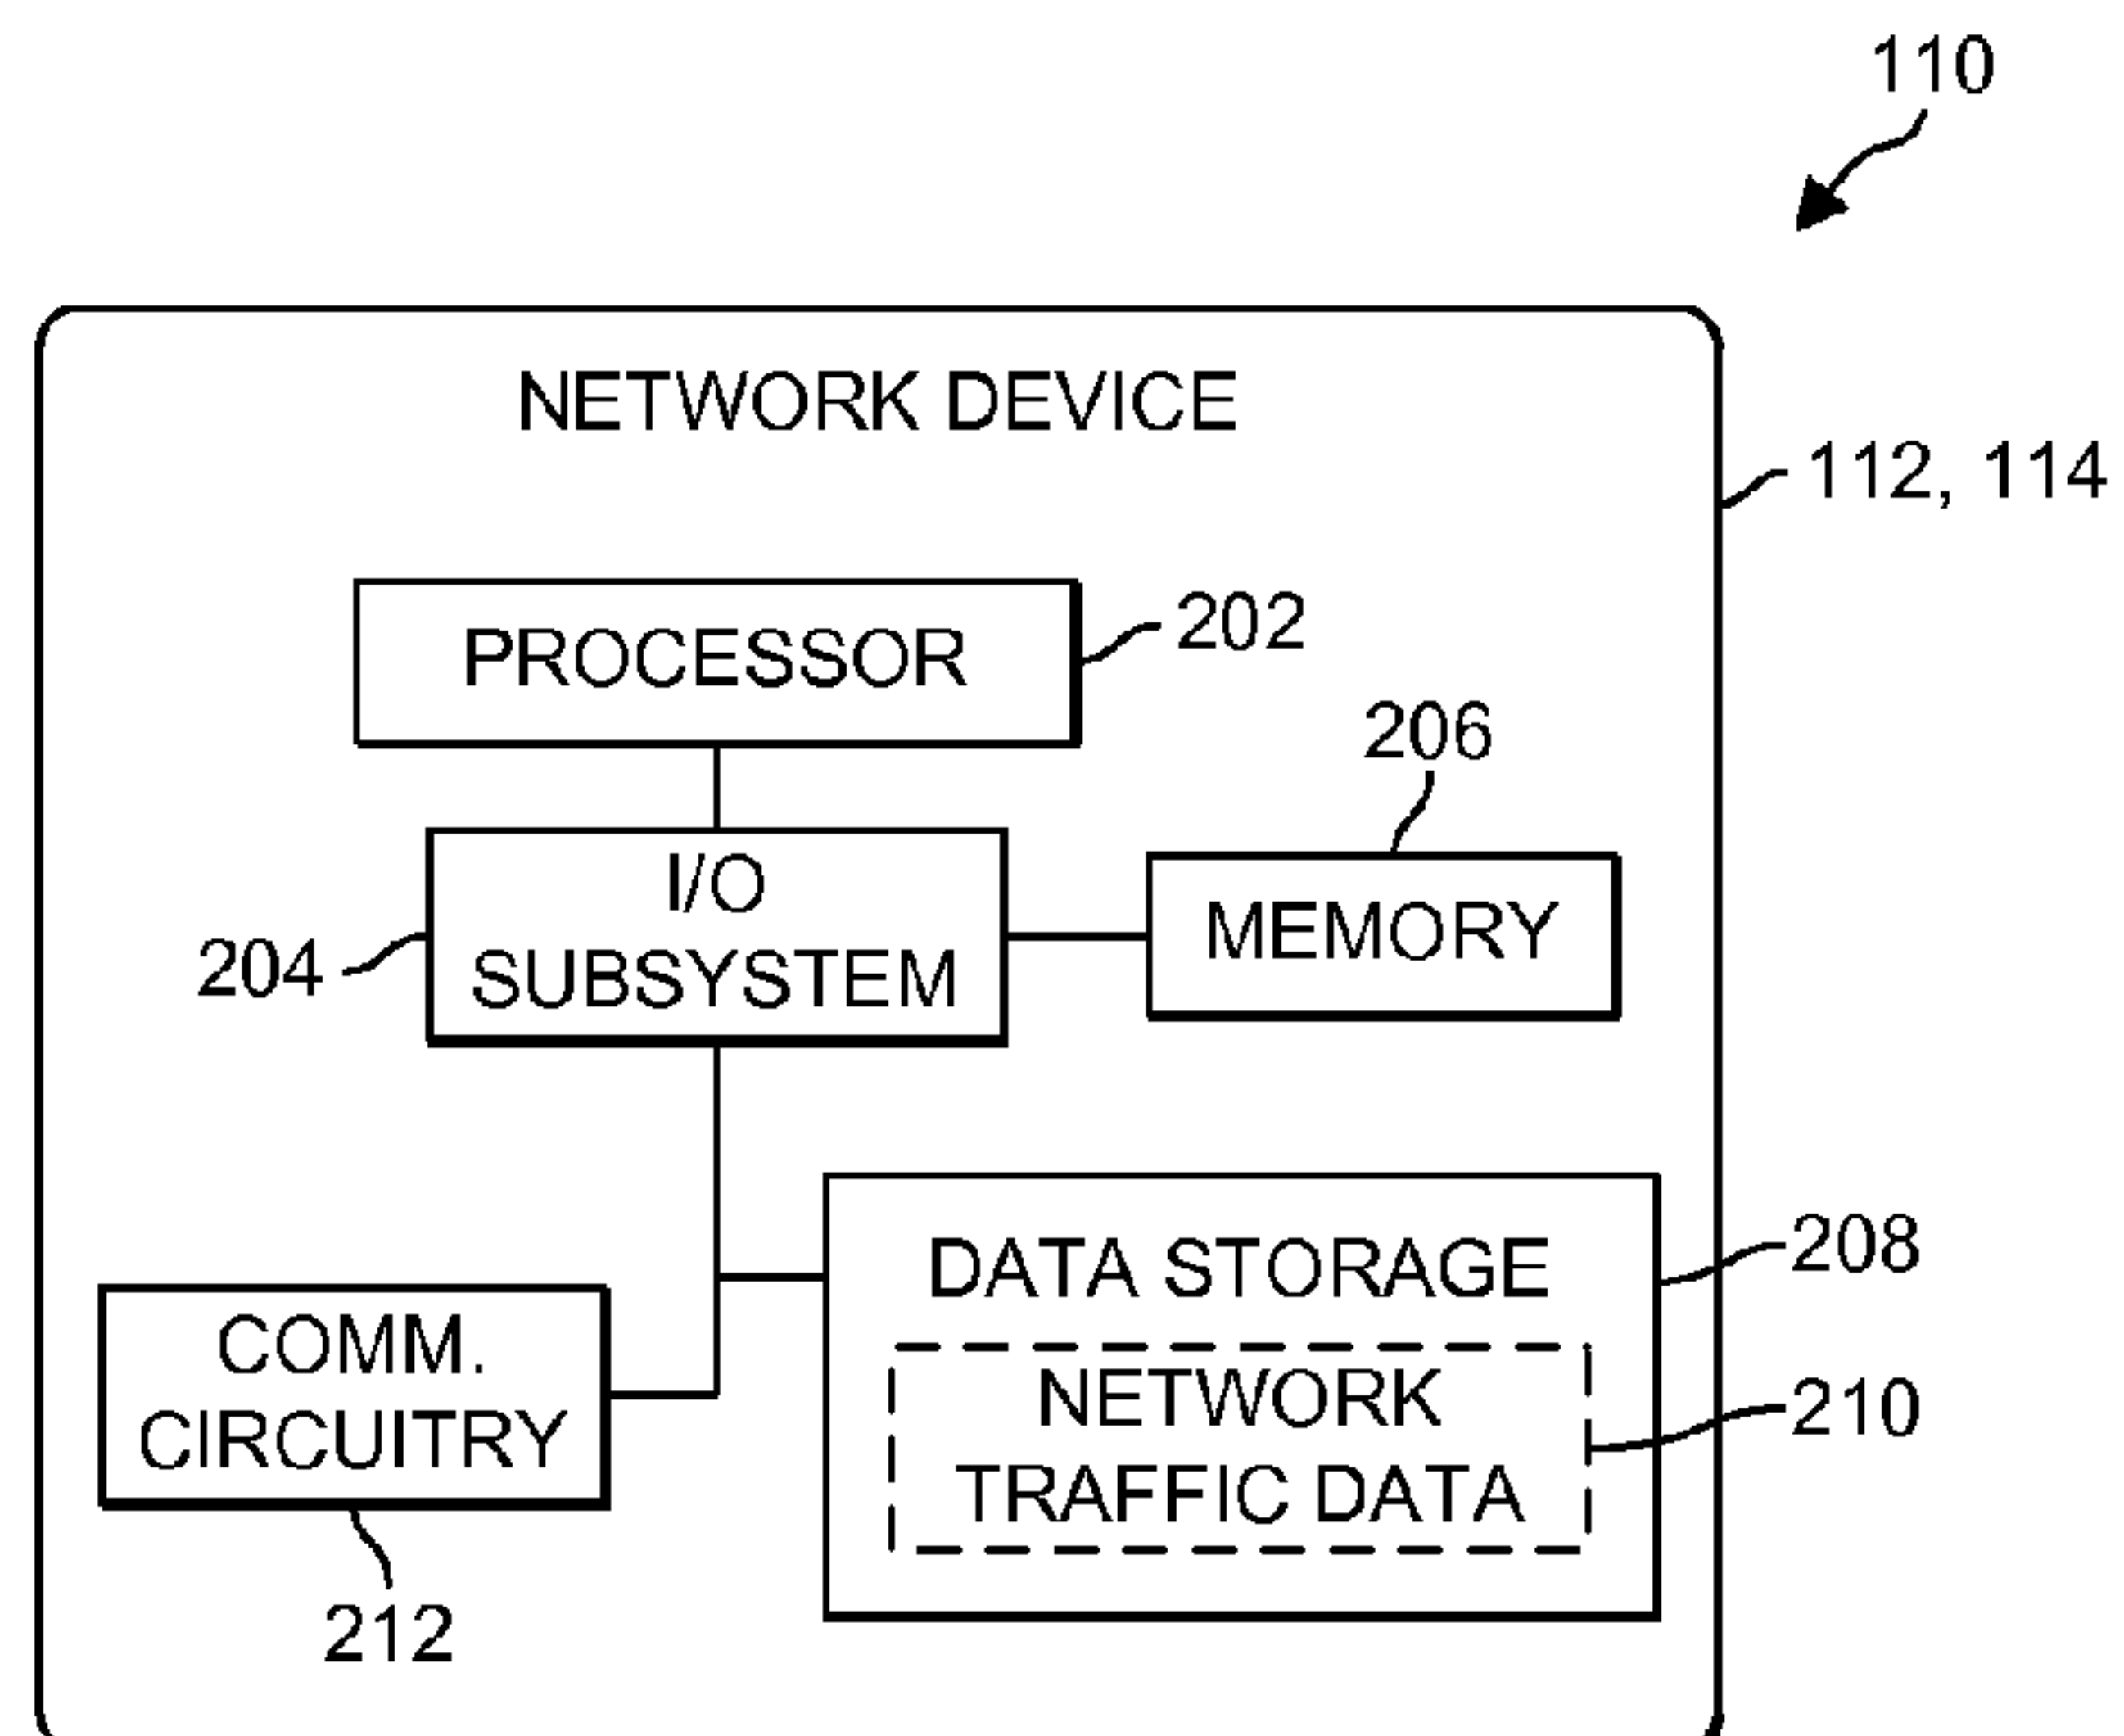 110
NETWORK DEVICE
112, 114
PROCESSOR
202
206
I/O
SUBSYSTEM
204
MEMORY
DATA STORAGE
208
COMM.
CIRCUITRY
NETWORK
TRAFFIC DATA
210
212